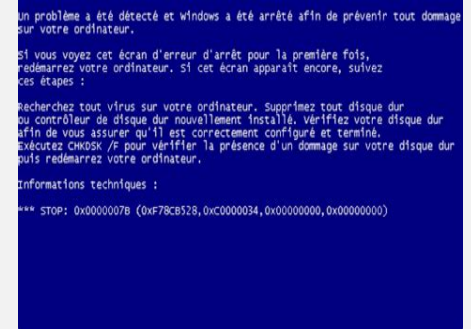 Un problème a été détecté et Windows a été arrêté afin de prévenir tout dommage
sur votre ordinateur.
Si vous voyez cet écran d'erreur d'arrêt pour la première fois,
redémarrez votre ordinateur. Si cet écran apparaît encore, suivez
ces étapes :
Recherchez tout virus sur votre ordinateur. Supprimez tout disque dur
ou contrôleur de disque dur nouvellement installé. Vérifiez votre disque dur
afin de vous assurer qu'il est correctement configuré et terminé.
Exécutez CHKDSK /F pour vérifier la présence d'un dommage sur votre disque dur
puis redémarrez votre ordinateur.
Informations techniques :
*** STOP: 0x0000007B (0xF78CB528,0xC0000034,0x00000000,0x00000000)